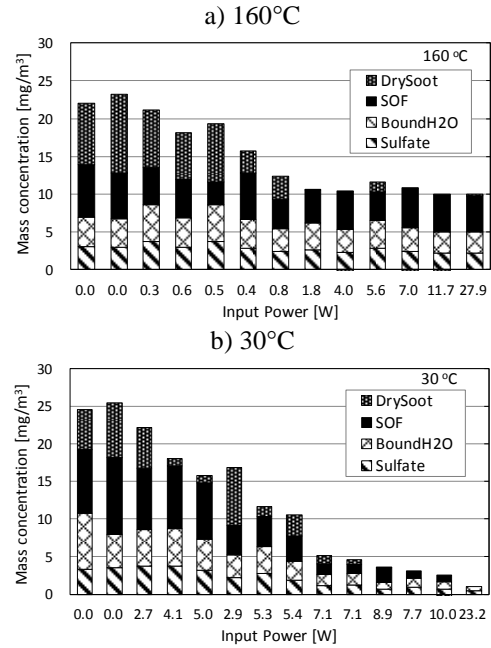 a) 160°C
Mass concentration [mg/m³]
30
25
20
15
10
5
0
160 °C
DrySoot
SOF
BoundH2O
Sulfate
0.0 0.0 0.3 0.6 0.5 0.4 0.8 1.8 4.0 5.6 7.0 11.7 27.9
Input Power [W]
b) 30°C
Mass concentration [mg/m³]
30
25
20
15
10
5
0
30 °C
DrySoot
SOF
BoundH2O
Sulfate
0.0 0.0 2.7 4.1 5.0 2.9 5.3 5.4 7.1 7.1 8.9 7.7 10.0 23.2
Input Power [W]